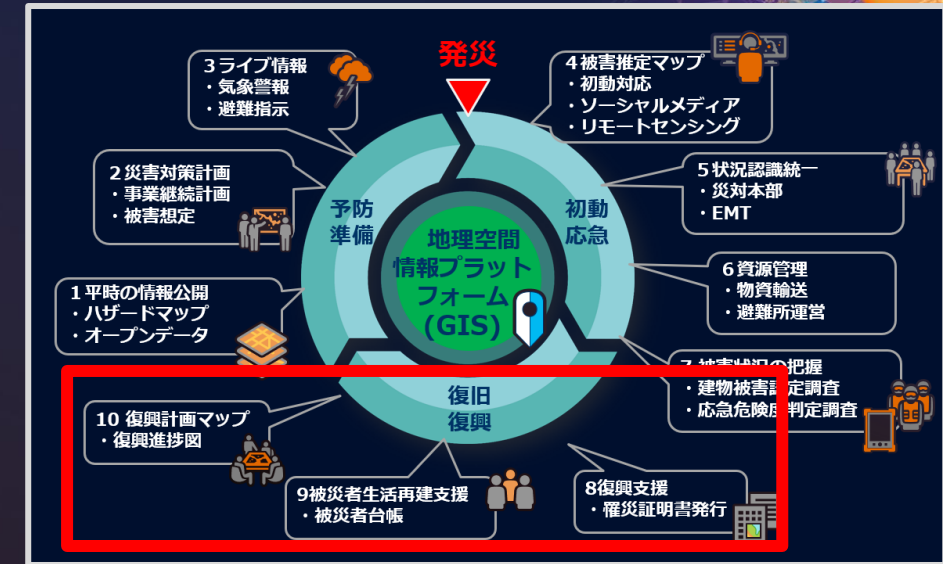 発災
3 ライブ情報
・気象警報
・避難指示
4 被害推定マップ
・初動対応
・ソーシャルメディア
・リモートセンシング
2 災害対策計画
・事業継続計画
・被害想定
5 状況認識統一
・災対本部
・EMT
予防
準備
初動
応急
地理空間
情報プラット
フォーム
(GIS)
1 平時の情報公開
・ハザードマップ
・オープンデータ
6 資源管理
・物資輸送
・避難所運営
7 被害状況の把握
・建物被害認定調査
・応急危険度判定調査
復旧
復興
10 復興計画マップ
・復興進捗図
9被災者生活再建支援
・被災者台帳
8復興支援
・罹災証明書発行